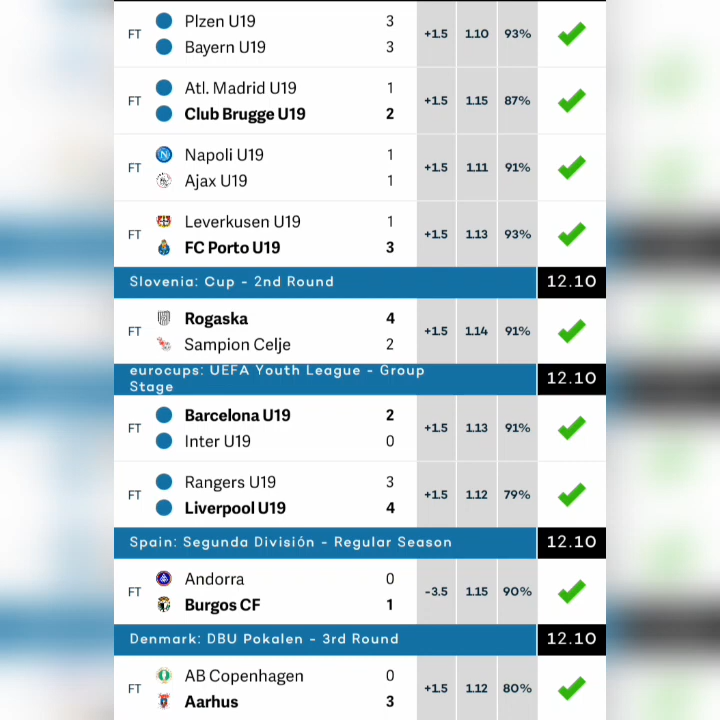 FT Plzen U19 3 +1.5 1.10 93%
Bayern U19 3
FT Atl. Madrid U19 1 +1.5 1.15 87%
Club Brugge U19 2
FT Napoli U19 1 +1.5 1.11 91%
Ajax U19 1
FT Leverkusen U19 1 +1.5 1.13 93%
FC Porto U19 3
Slovenia: Cup - 2nd Round 12.10
FT Rogaska 4 +1.5 1.14 91%
Sampion Celje 2
eurocups: UEFA Youth League - Group
Stage 12.10
FT Barcelona U19 2 +1.5 1.13 91%
Inter U19 0
FT Rangers U19 3 +1.5 1.12 79%
Liverpool U19 4
Spain: Segunda División - Regular Season 12.10
FT Andorra 0 -3.5 1.15 90%
Burgos CF 1
Denmark: DBU Pokalen - 3rd Round 12.10
FT AB Copenhagen 0 +1.5 1.12 80%
Aarhus 3